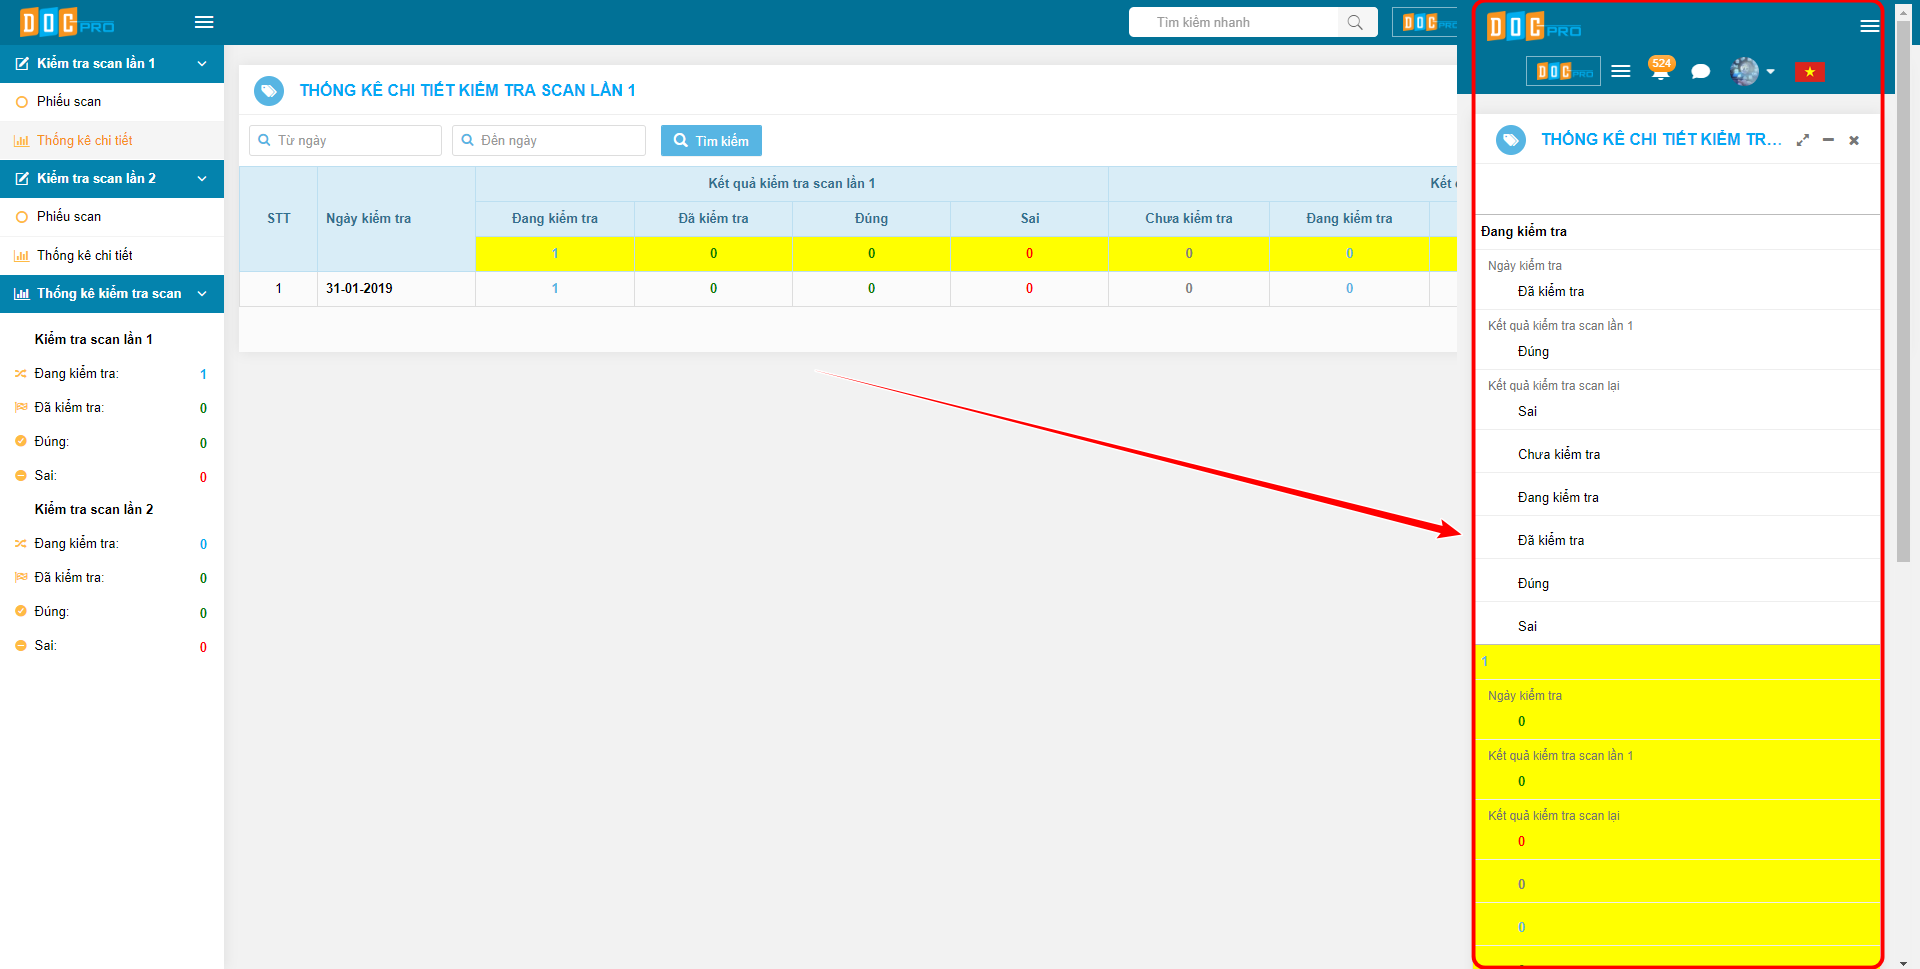 DOC PRO
Tìm kiếm nhanh
DOC PRO
Kiểm tra scan lần 1
Phiếu scan
Thống kê chi tiết
Kiểm tra scan lần 2
Phiếu scan
Thống kê chi tiết
Thống kê kiểm tra scan
Kiểm tra scan lần 1
Đang kiểm tra: 1
Đã kiểm tra: 0
Đúng: 0
Sai: 0
Kiểm tra scan lần 2
Đang kiểm tra: 0
Đã kiểm tra: 0
Đúng: 0
Sai: 0
THỐNG KÊ CHI TIẾT KIỂM TRA SCAN LẦN 1
Từ ngày Đến ngày Tìm kiếm
Kết quả kiểm tra scan lần 1 Kết
STT Ngày kiểm tra Đang kiểm tra Đã kiểm tra Đúng Sai Chưa kiểm tra Đang kiểm tra
1 0 0 0 0 0
1 31-01-2019 1 0 0 0 0 0
DOC PRO
DOC PRO 524
THỐNG KÊ CHI TIẾT KIỂM TR...
Đang kiểm tra
Ngày kiểm tra
Đã kiểm tra
Kết quả kiểm tra scan lần 1
Đúng
Kết quả kiểm tra scan lại
Sai
Chưa kiểm tra
Đang kiểm tra
Đã kiểm tra
Đúng
Sai
1
Ngày kiểm tra
0
Kết quả kiểm tra scan lần 1
0
Kết quả kiểm tra scan lại
0
0
0